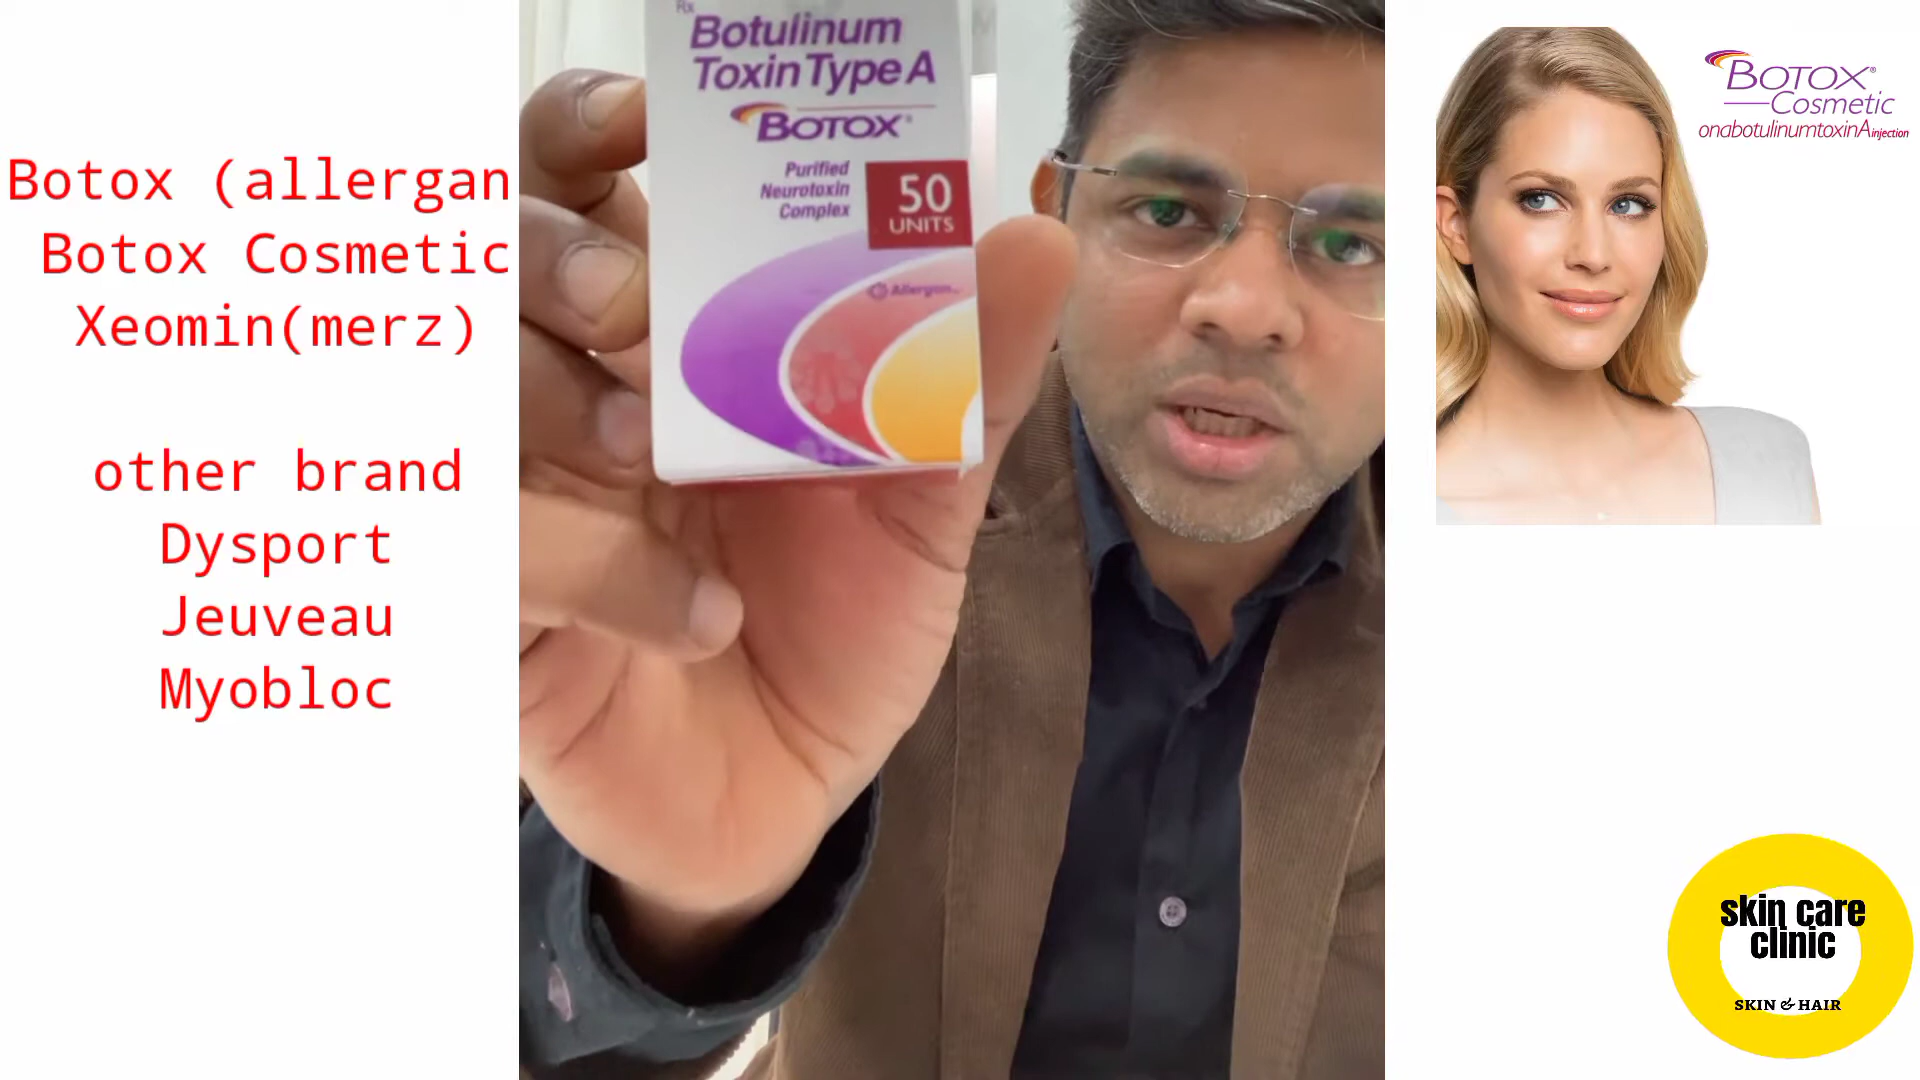 Botox (allergan
Botox Cosmetic
Xeomin(merz)
other brand
Dysport
Jeuveau
Myobloc
Rx
Botulinum
Toxin Type A
BOTOX®
Purified
Neurotoxin
Complex
50
UNITS
Allergan
BOTOX®
Cosmetic
onabotulinumtoxinA injection
skin care
clinic
SKIN & HAIR